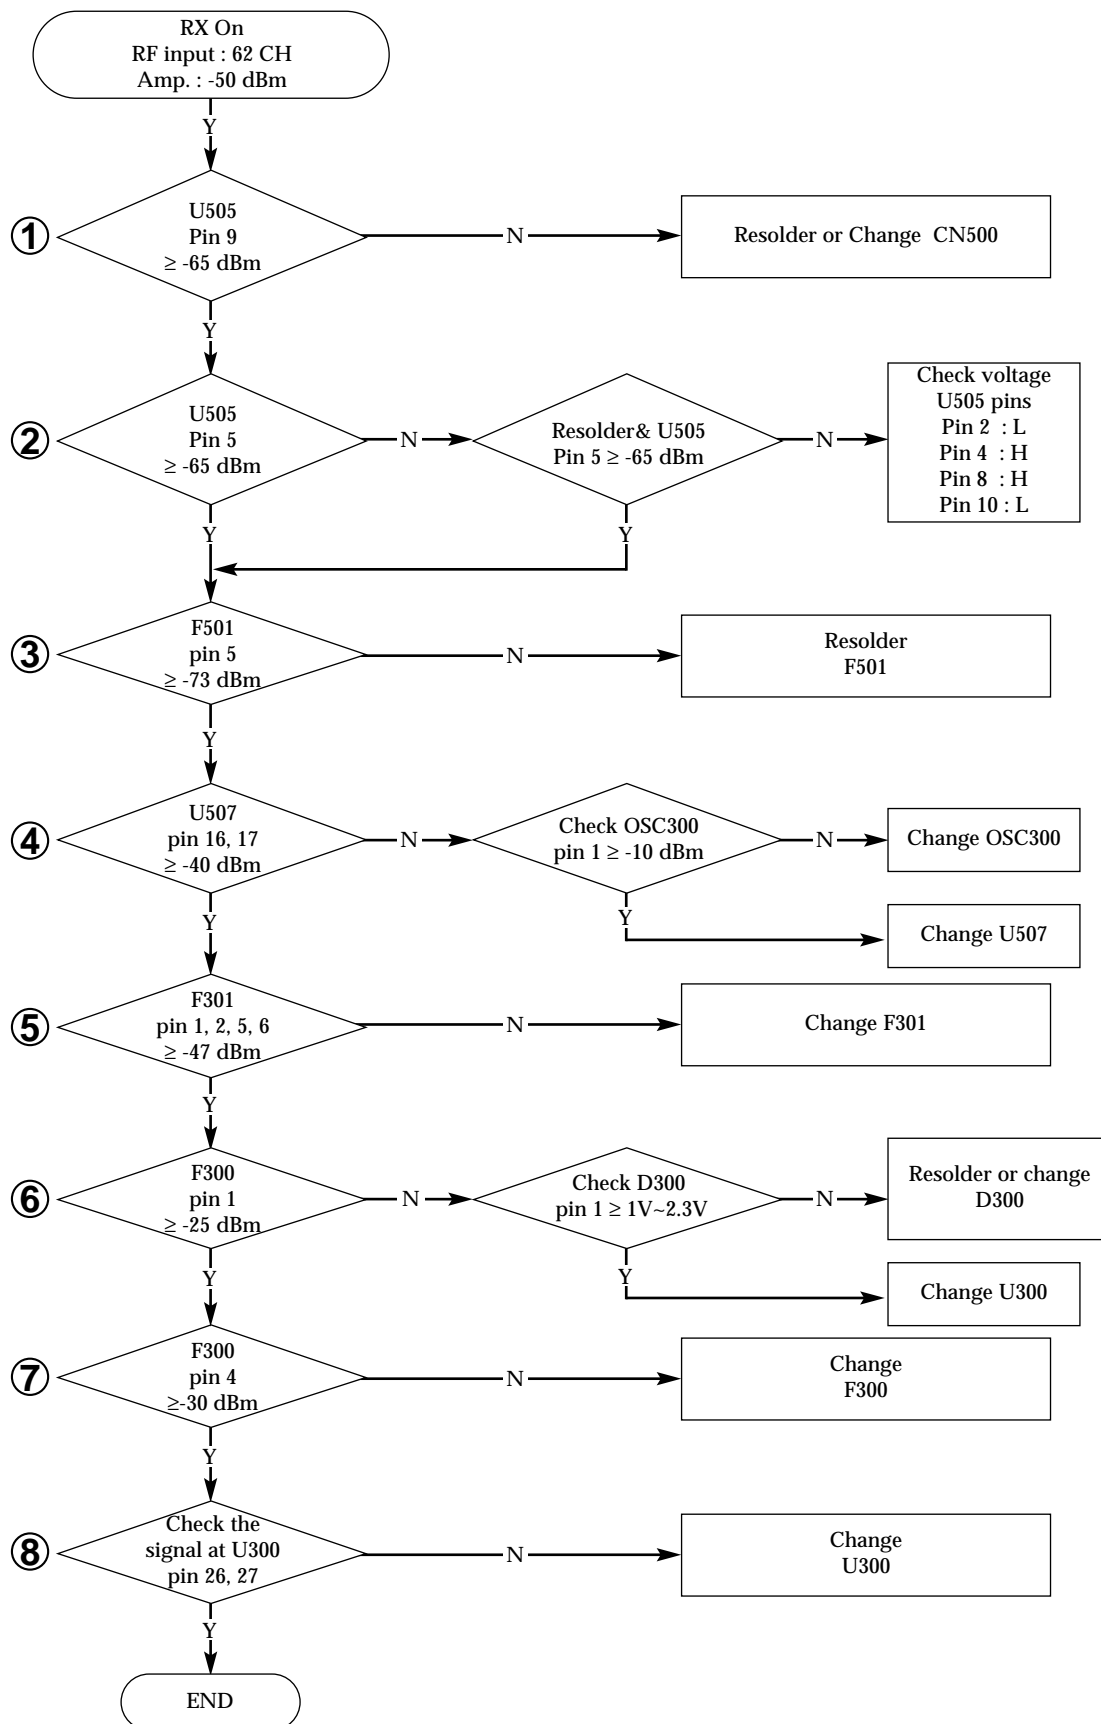 RX On
RF input : 62 CH
Amp. : -50 dBm
Y
1
U505
Pin 9
≥ -65 dBm
N
Resolder or Change CN500
Y
2
U505
Pin 5
≥ -65 dBm
N
Resolder& U505
Pin 5 ≥ -65 dBm
N
Check voltage
U505 pins
Pin 2 : L
Pin 4 : H
Pin 8 : H
Pin 10 : L
Y
Y
3
F501
pin 5
≥ -73 dBm
N
Resolder
F501
Y
4
U507
pin 16, 17
≥ -40 dBm
N
Check OSC300
pin 1 ≥ -10 dBm
N
Change OSC300
Y
Change U507
Y
5
F301
pin 1, 2, 5, 6
≥ -47 dBm
N
Change F301
Y
6
F300
pin 1
≥ -25 dBm
N
Check D300
pin 1 ≥ 1V~2.3V
N
Resolder or change
D300
Y
Change U300
Y
7
F300
pin 4
≥-30 dBm
N
Change
F300
Y
8
Check the
signal at U300
pin 26, 27
N
Change
U300
Y
END